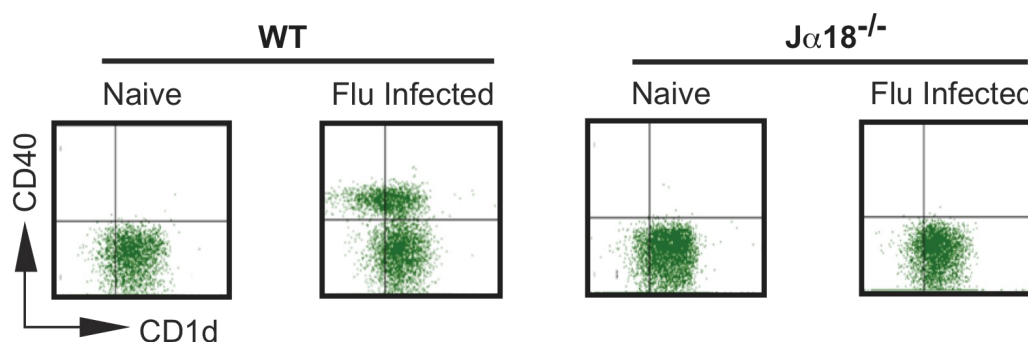 WT
Jα18-/-
Naive
Flu Infected
Naive
Flu Infected
CD40
CD1d